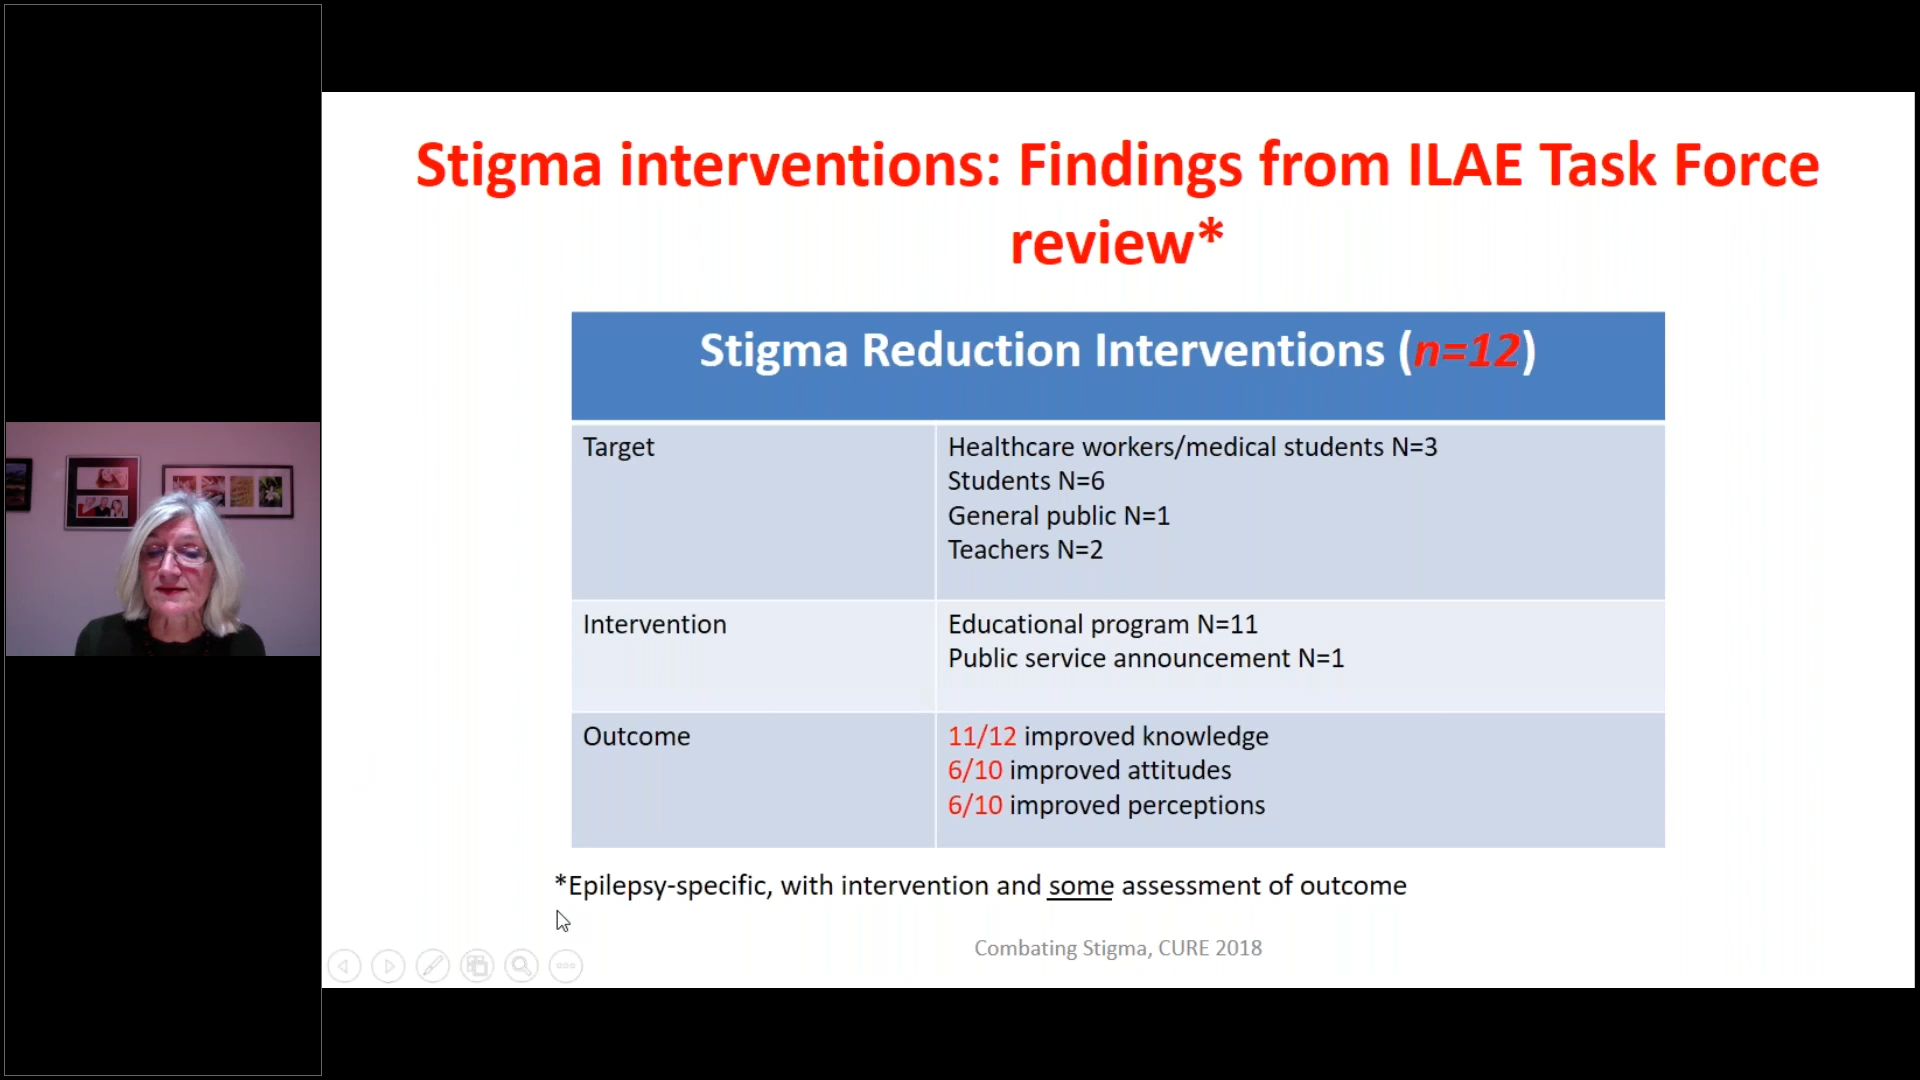 Stigma interventions: Findings from ILAE Task Force
review*
Stigma Reduction Interventions (n=12)
Target
Healthcare workers/medical students N=3
Students N=6
General public N=1
Teachers N=2
Intervention
Educational program N=11
Public service announcement N=1
Outcome
11/12 improved knowledge
6/10 improved attitudes
6/10 improved perceptions
*Epilepsy-specific, with intervention and some assessment of outcome
Combating Stigma, CURE 2018